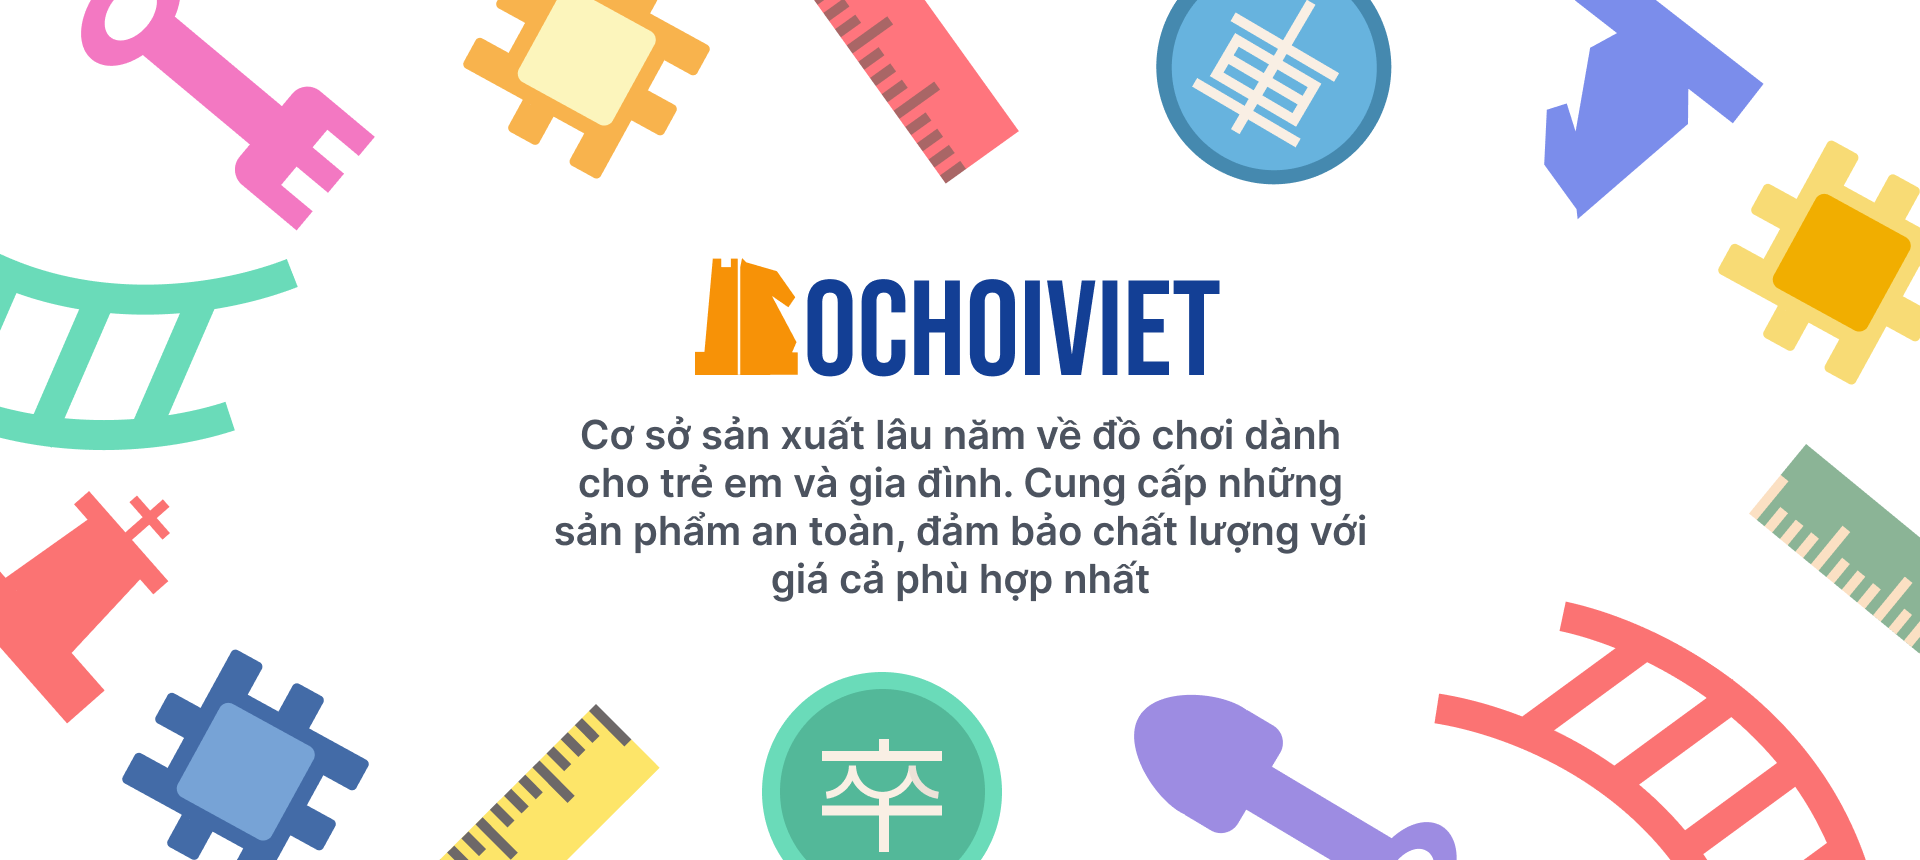 車
OCHOIVIET
Cơ sở sản xuất lâu năm về đồ chơi dành
cho trẻ em và gia đình. Cung cấp những
sản phẩm an toàn, đảm bảo chất lượng với
giá cả phù hợp nhất
卒